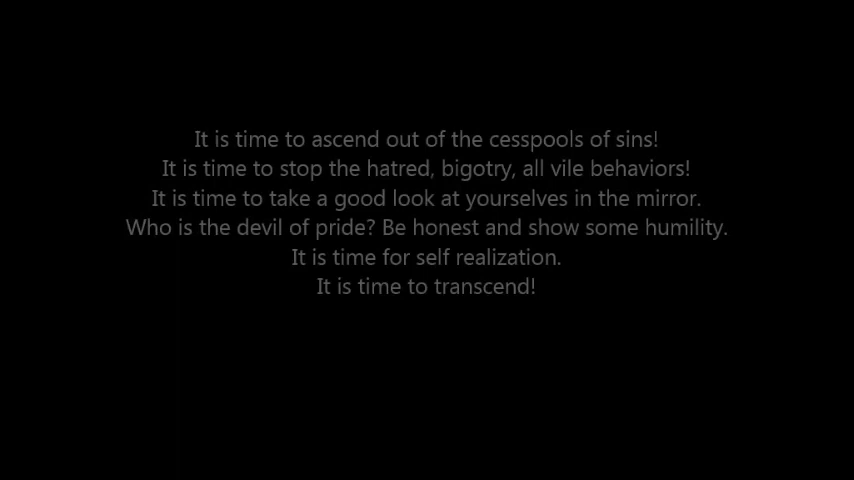 It is time to ascend out of the cesspools of sins!
It is time to stop the hatred, bigotry, all vile behaviors!
It is time to take a good look at yourselves in the mirror.
Who is the devil of pride? Be honest and show some humility.
It is time for self realization.
It is time to transcend!